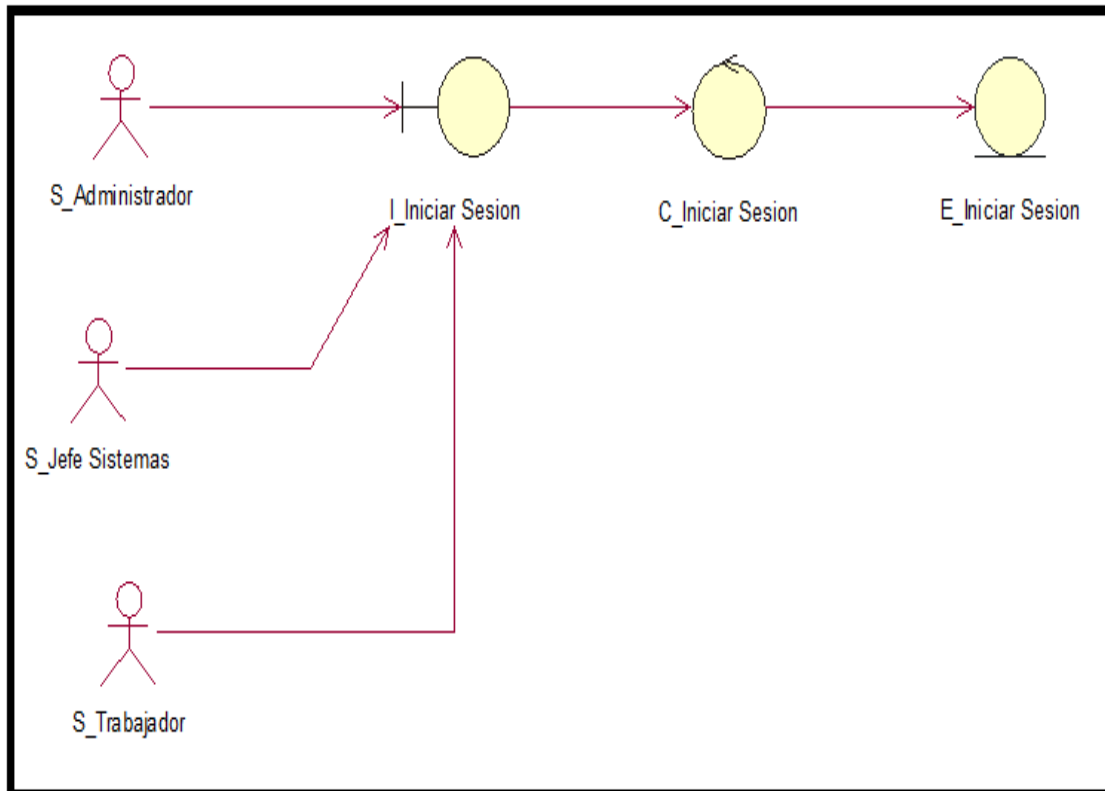 S_Administrador
I_Iniciar Sesion
C_Iniciar Sesion
E_Iniciar Sesion
S_Jefe Sistemas
S_Trabajador